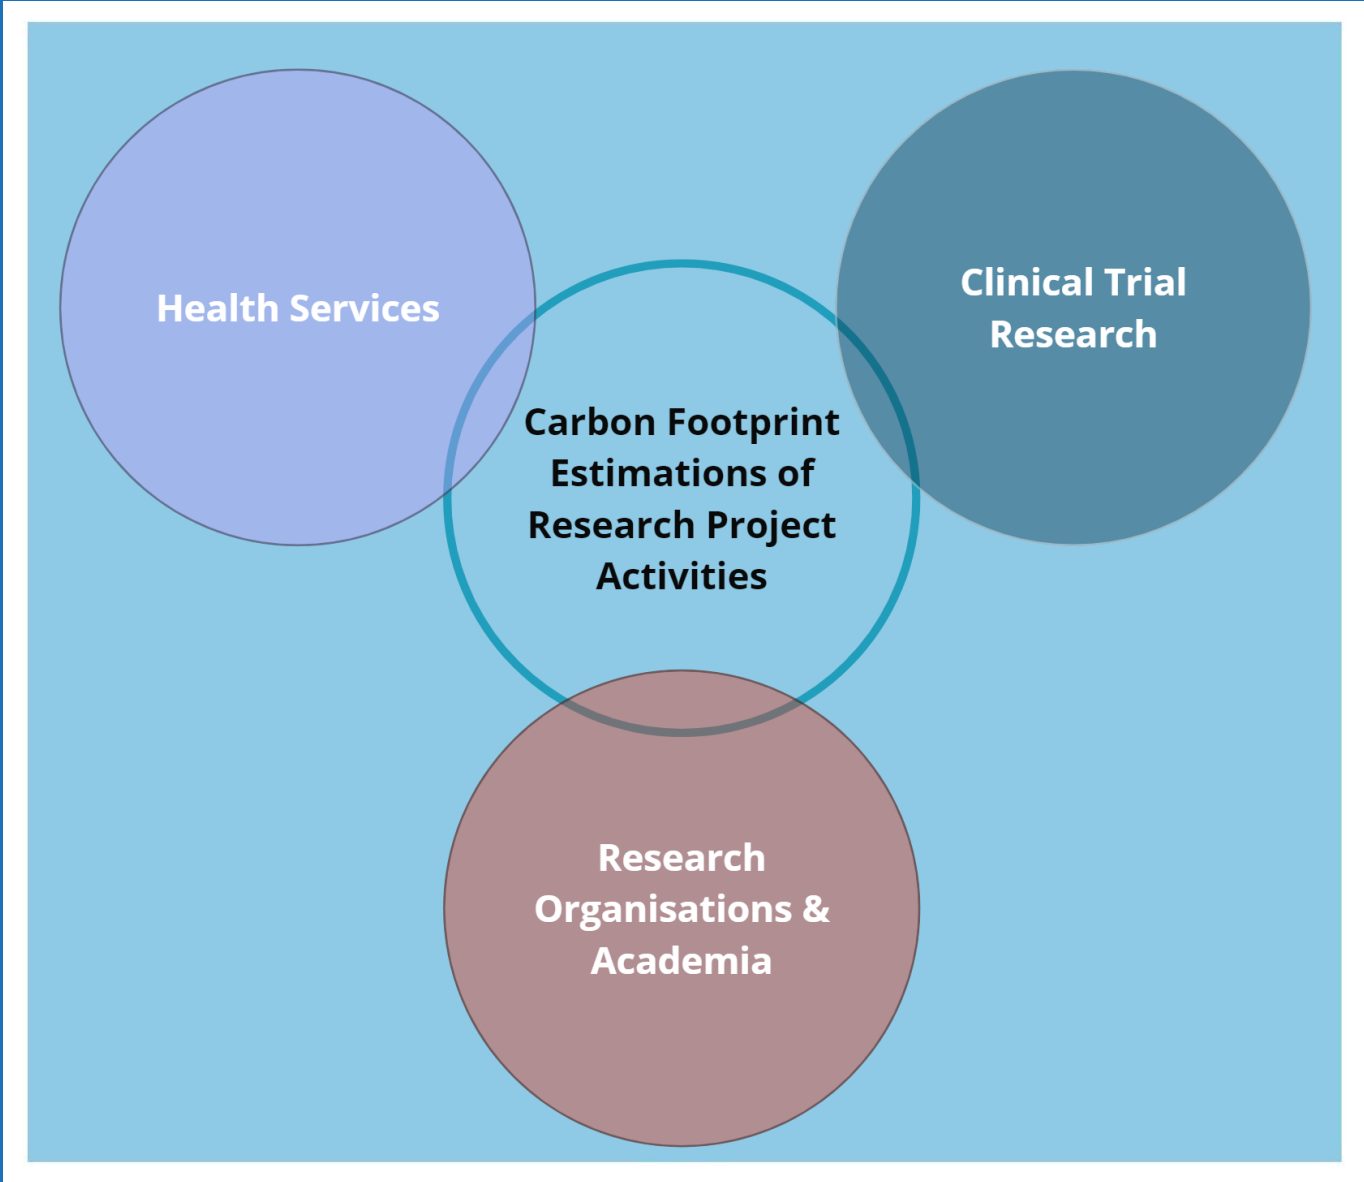 Health Services
Clinical Trial
Research
Carbon Footprint
Estimations of
Research Project
Activities
Research
Organisations &
Academia